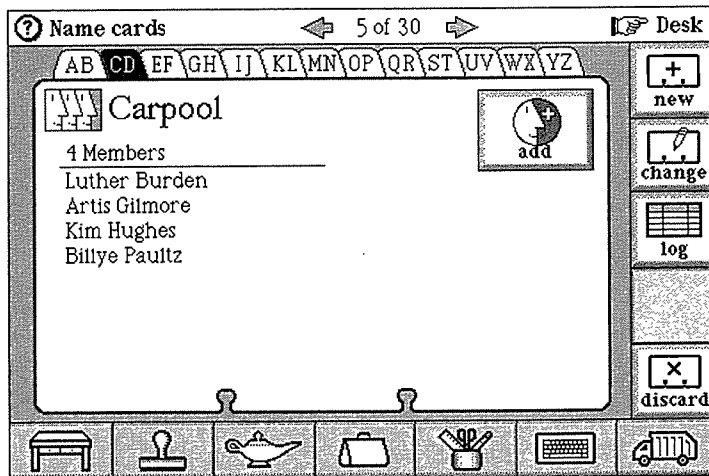 ? Name cards
5 of 30
Desk
AB CD EF GH IJ KL MN OP QR ST UV WX YZ
Carpool
add
4 Members
Luther Burden
Artis Gilmore
Kim Hughes
Billye Paultz
new
change
log
discard